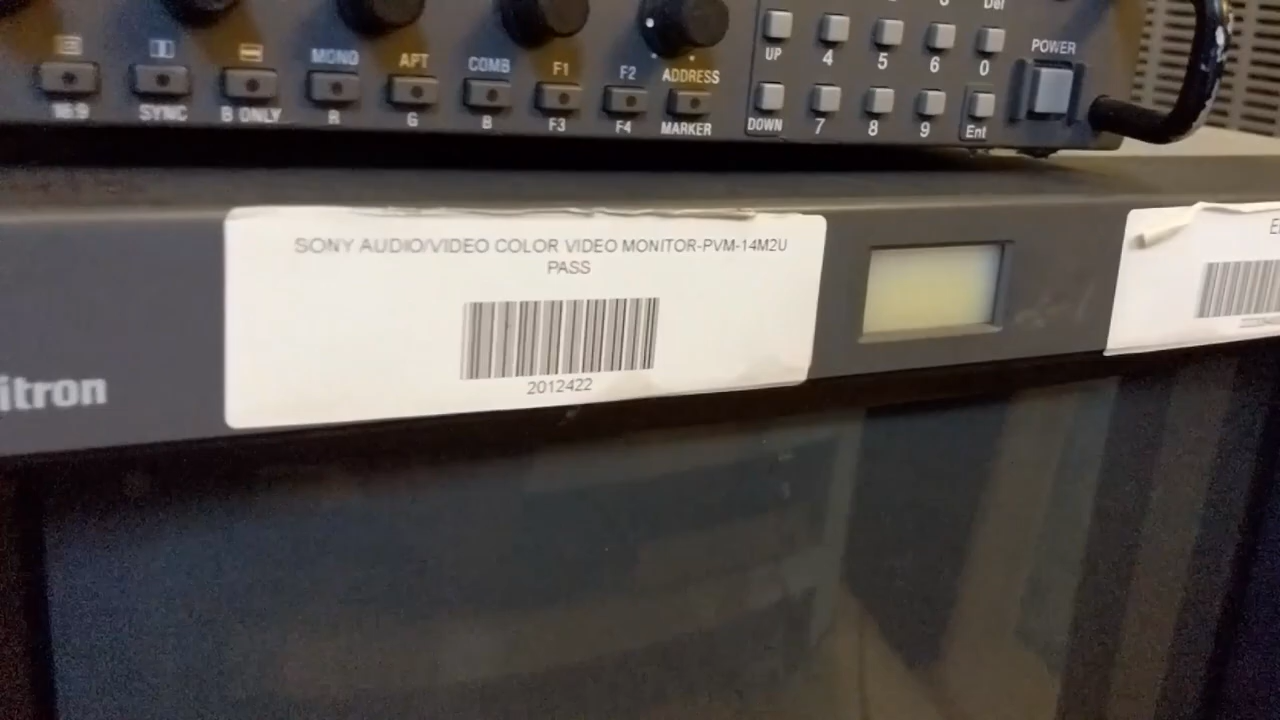 Del
UP 4 5 6 0
POWER
MONO APT COMB F1 F2 ADDRESS
16:9 SYNC B ONLY R G B F3 F4 MARKER
DOWN 7 8 9 Ent
SONY AUDIO/VIDEO COLOR VIDEO MONITOR-PVM-14M2U
PASS
2012422
itron